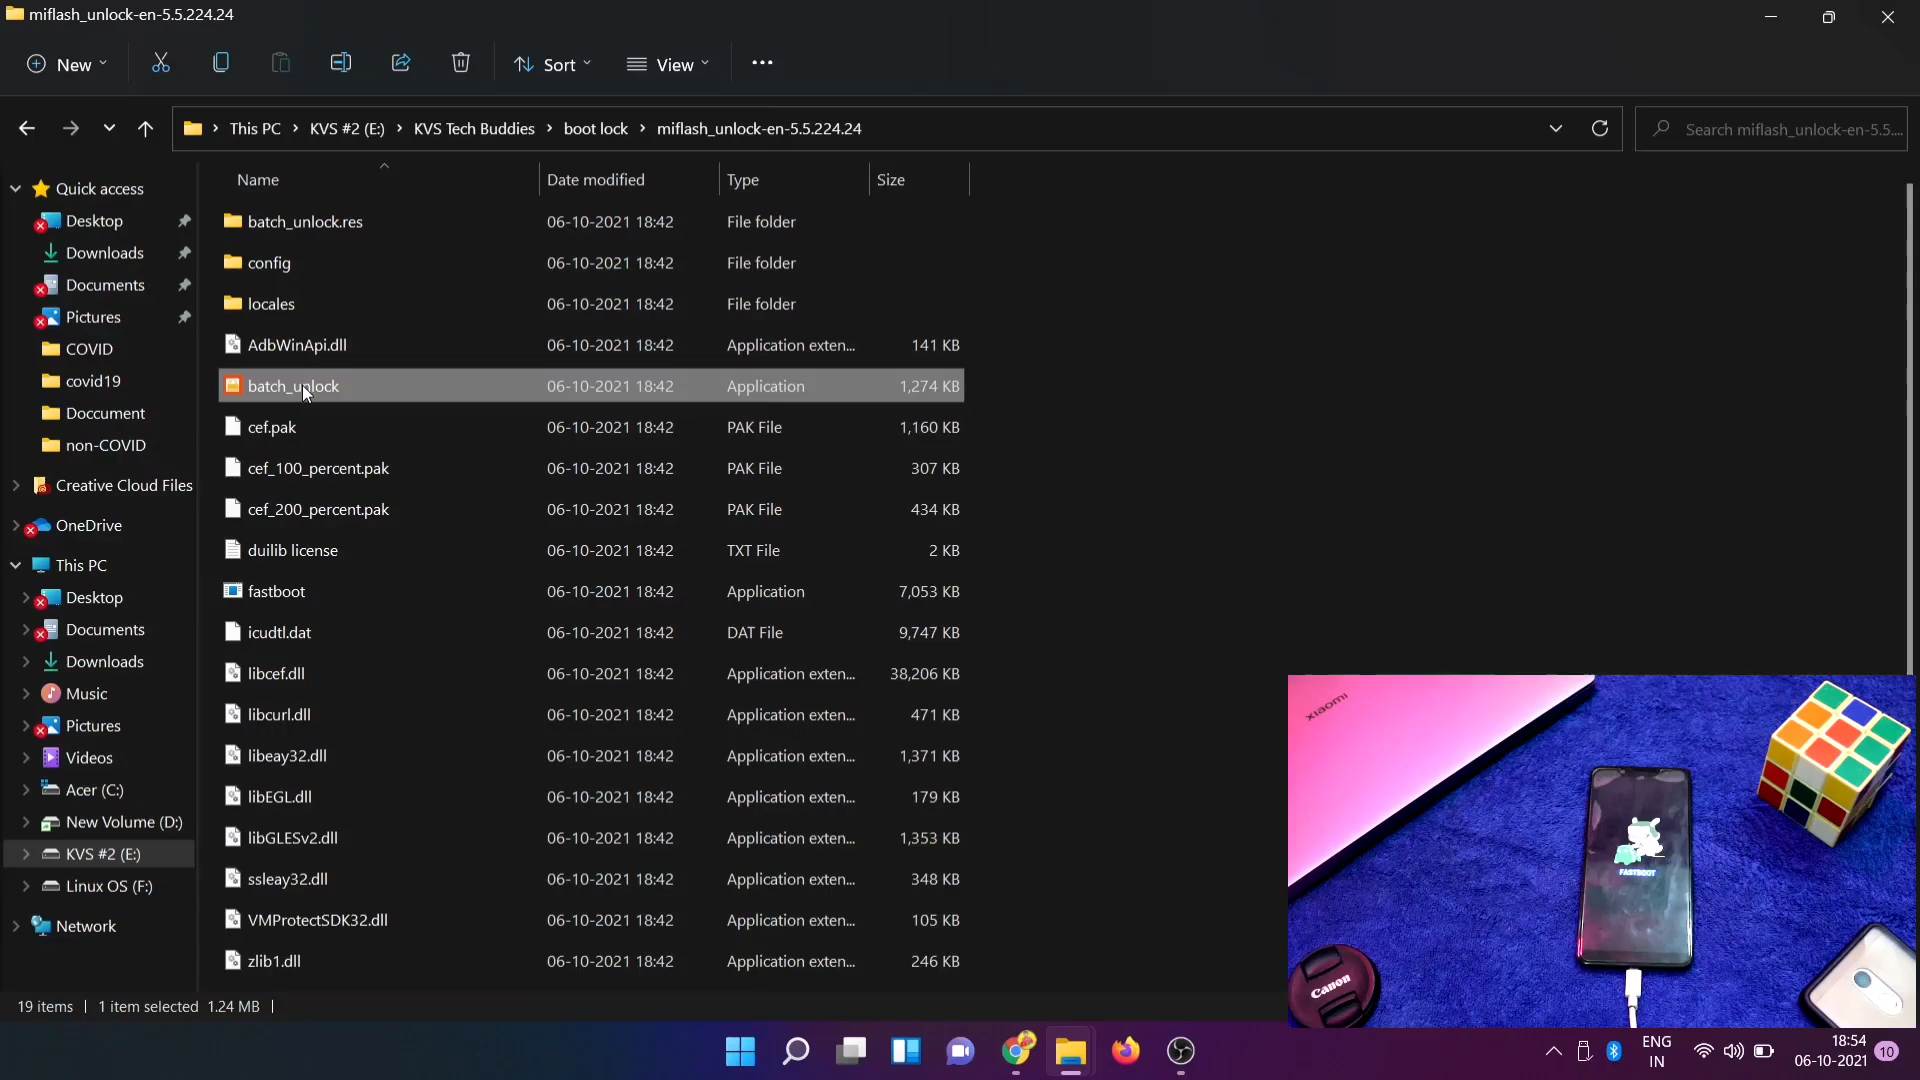 miflash_unlock-en-5.5.224.24
New
Sort
View
This PC
KVS #2 (E:)
KVS Tech Buddies
boot lock
miflash_unlock-en-5.5.224.24
Search miflash_unlock-en-5.5....
Quick access
Desktop
Downloads
Documents
Pictures
COVID
covid19
Doccument
non-COVID
Creative Cloud Files
OneDrive
This PC
Desktop
Documents
Downloads
Music
Pictures
Videos
Acer (C:)
New Volume (D:)
KVS #2 (E:)
Linux OS (F:)
Network
Name Date modified Type Size
batch_unlock.res 06-10-2021 18:42 File folder
config 06-10-2021 18:42 File folder
locales 06-10-2021 18:42 File folder
AdbWinApi.dll 06-10-2021 18:42 Application exten... 141 KB
batch_unlock 06-10-2021 18:42 Application 1,274 KB
cef.pak 06-10-2021 18:42 PAK File 1,160 KB
cef_100_percent.pak 06-10-2021 18:42 PAK File 307 KB
cef_200_percent.pak 06-10-2021 18:42 PAK File 434 KB
duilib license 06-10-2021 18:42 TXT File 2 KB
fastboot 06-10-2021 18:42 Application 7,053 KB
icudtl.dat 06-10-2021 18:42 DAT File 9,747 KB
libcef.dll 06-10-2021 18:42 Application exten... 38,206 KB
libcurl.dll 06-10-2021 18:42 Application exten... 471 KB
libeay32.dll 06-10-2021 18:42 Application exten... 1,371 KB
libEGL.dll 06-10-2021 18:42 Application exten... 179 KB
libGLESv2.dll 06-10-2021 18:42 Application exten... 1,353 KB
ssleay32.dll 06-10-2021 18:42 Application exten... 348 KB
VMProtectSDK32.dll 06-10-2021 18:42 Application exten... 105 KB
zlib1.dll 06-10-2021 18:42 Application exten... 246 KB
xiaomi
FASTBOOT
Canon
19 items
1 item selected 1.24 MB
ENG
IN
18:54
06-10-2021
10